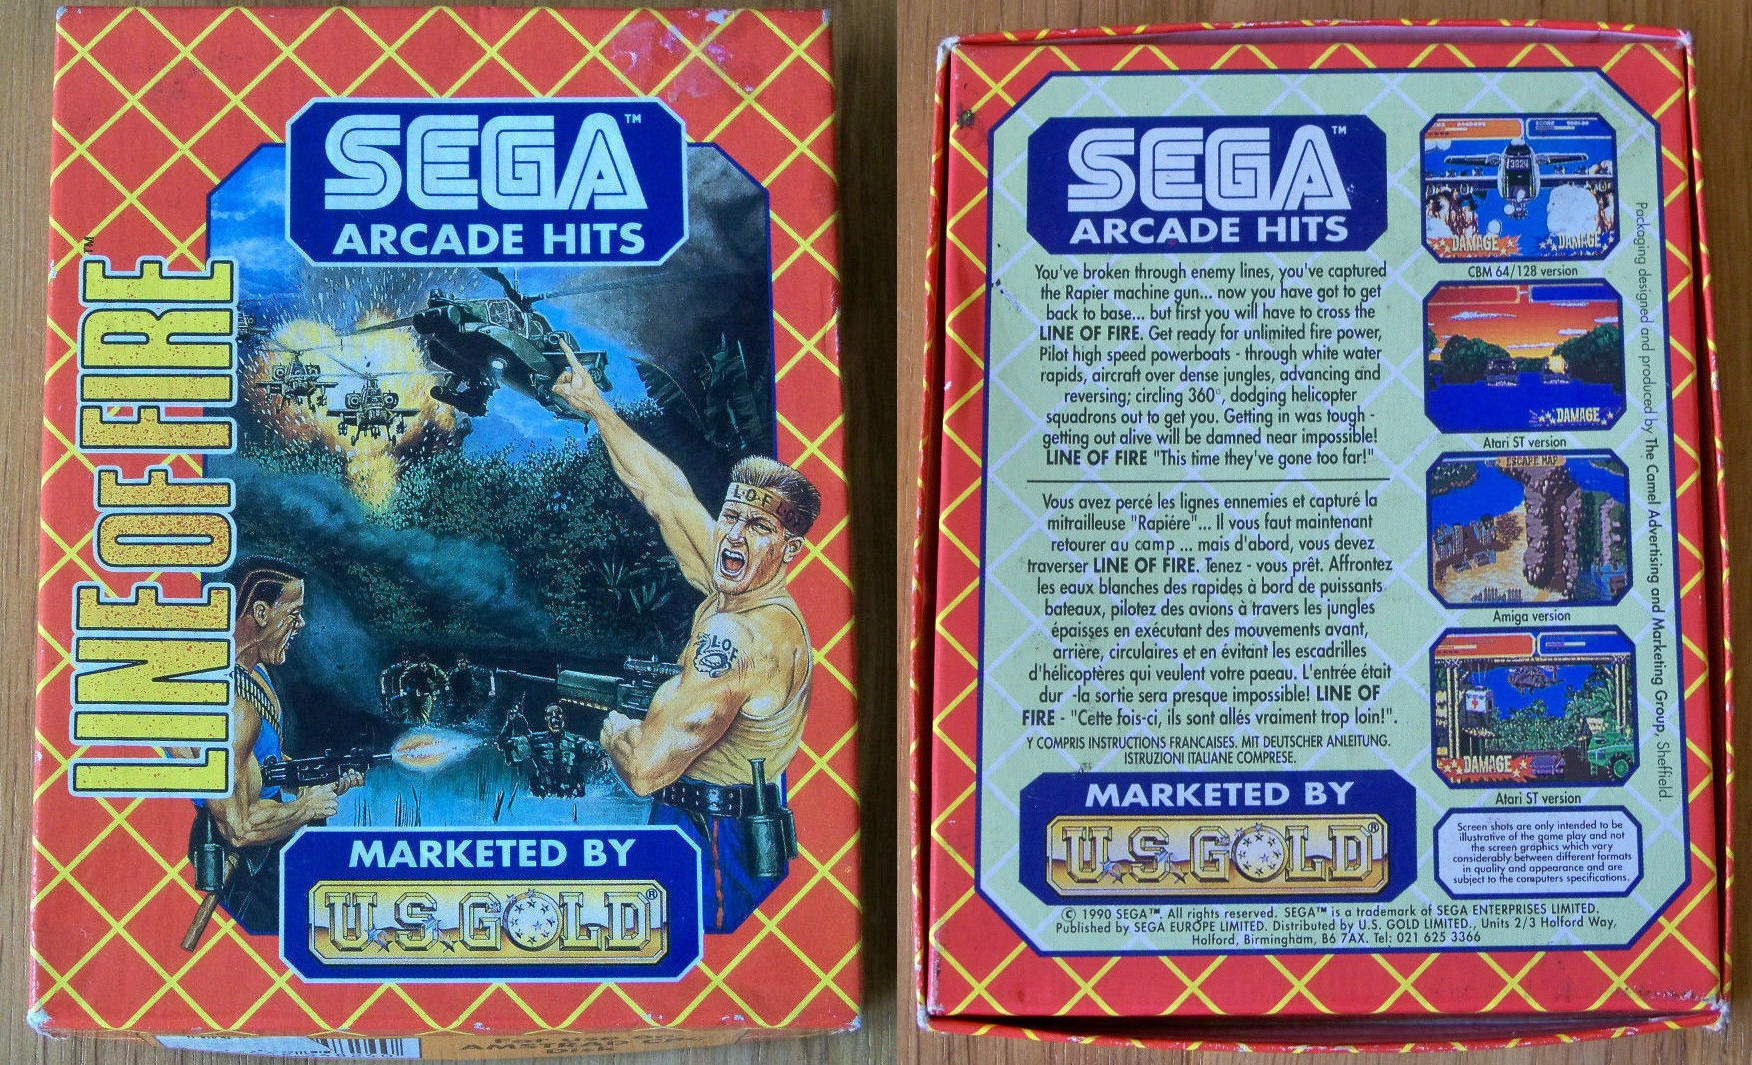 SEGA™
ARCADE HITS
LINE OF FIRE™
L·O·F L·O·F
L·O·F
MARKETED BY
U.S. GOLD®
AMSTRAD
Disk
SEGA™
ARCADE HITS
You've broken through enemy lines, you've captured
the Rapier machine gun... now you have got to get
back to base... but first you will have to cross the
LINE OF FIRE. Get ready for unlimited fire power,
Pilot high speed powerboats - through white water
rapids, aircraft over dense jungles, advancing and
reversing; circling 360°, dodging helicopter
squadrons out to get you. Getting in was tough -
getting out alive will be damned near impossible!
LINE OF FIRE "This time they've gone too far!"
Vous avez percé les lignes ennemies et capturé la
mitrailleuse "Rapiére"... Il vous faut maintenant
retourer au camp ... mais d'abord, vous devez
traverser LINE OF FIRE. Tenez - vous prêt. Affrontez
les eaux blanches des rapides à bord de puissants
bateaux, pilotez des avions à travers les jungles
épaisses en exécutant des mouvements avant,
arrière, circulaires et en évitant les escadrilles
d'hélicoptères qui veulent votre paeau. L'entrée était
dur -la sortie sera presque impossible! LINE OF
FIRE - "Cette fois-ci, ils sont allés vraiment trop loin!".
Y COMPRIS INSTRUCTIONS FRANCAISES. MIT DEUTSCHER ANLEITUNG.
ISTRUZIONI ITALIANE COMPRESE.
MARKETED BY
U.S. GOLD®
DAMAGE DAMAGE
CBM 64/128 version
DAMAGE
Atari ST version
ESCAPE MAP
Amiga version
DAMAGE
Atari ST version
Screen shots are only intended to be
illustrative of the game play and not
the screen graphics which vary
considerably between different formats
in quality and appearance and are
subject to the computers specifications.
Packaging designed and produced by The Camel Advertising and Marketing Group, Sheffield.
© 1990 SEGA™. All rights reserved. SEGA™ is a trademark of SEGA ENTERPRISES LIMITED.
Published by SEGA EUROPE LIMITED. Distributed by U.S. GOLD LIMITED., Units 2/3 Holford Way,
Holford, Birmingham, B6 7AX. Tel: 021 625 3366